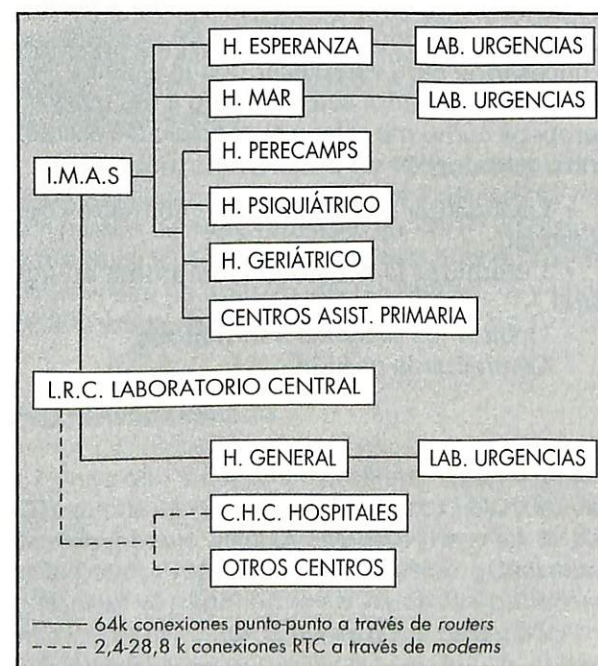 H. ESPERANZA
LAB. URGENCIAS
H. MAR
LAB. URGENCIAS
H. PERECAMPS
I.M.A.S
H. PSIQUIÁTRICO
H. GERIÁTRICO
CENTROS ASIST. PRIMARIA
L.R.C. LABORATORIO CENTRAL
H. GENERAL
LAB. URGENCIAS
C.H.C. HOSPITALES
OTROS CENTROS
64k conexiones punto-punto a través de routers
2,4-28,8 k conexiones RTC a través de modems